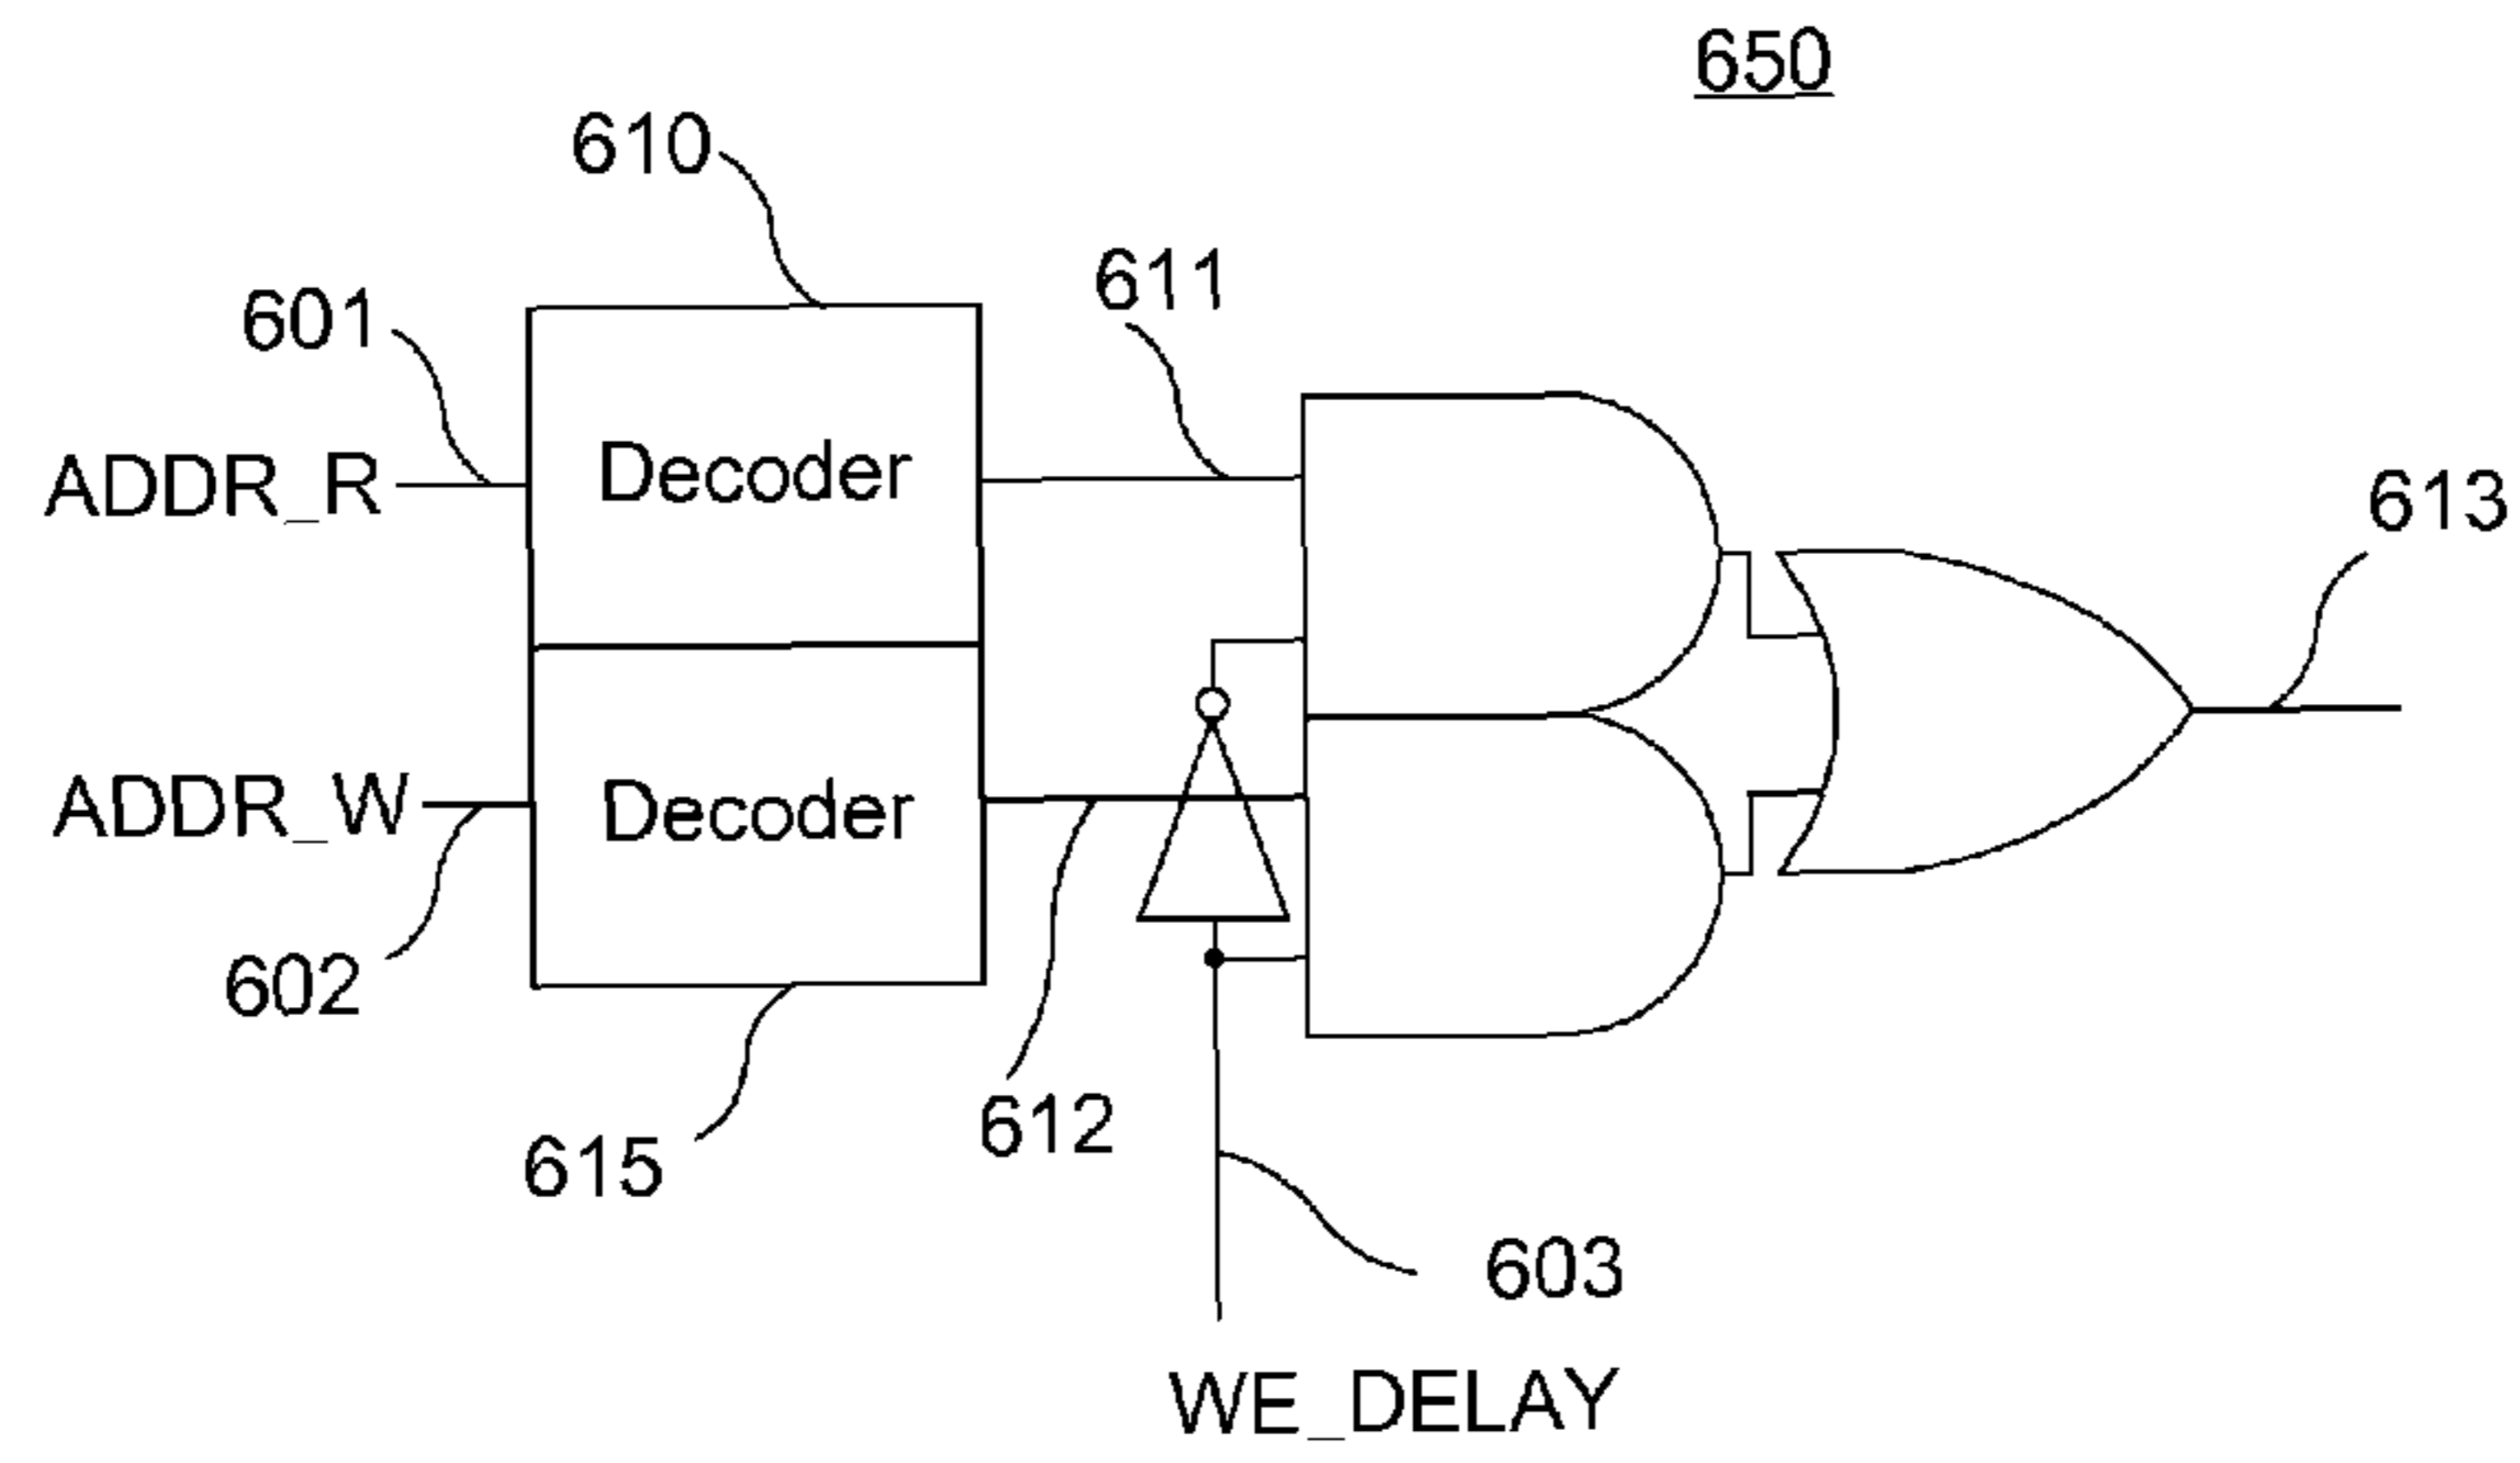 650
610
611
601
613
ADDR_R
Decoder
ADDR_W
Decoder
602
612
615
603
WE_DELAY